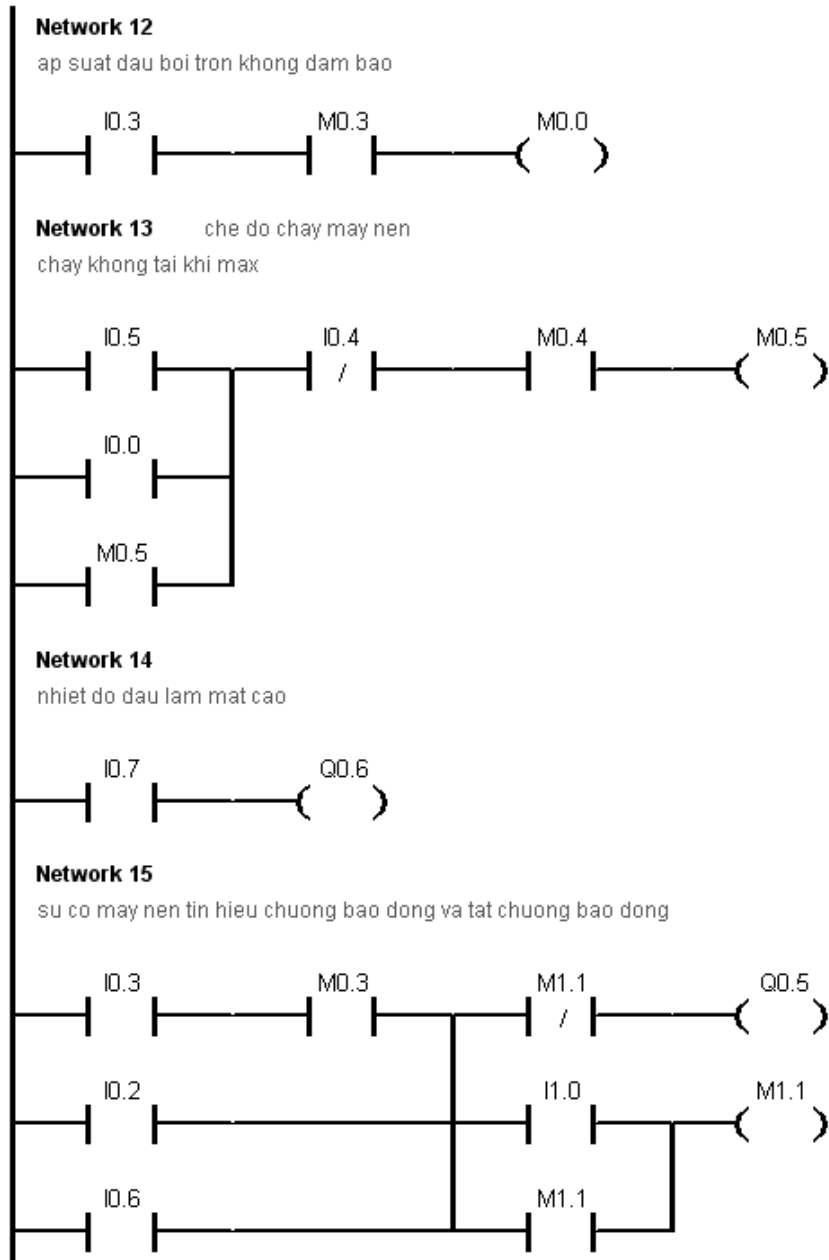 Network 12
ap suat dau boi tron khong dam bao
I0.3 M0.3 M0.0
Network 13 che do chay may nen
chay khong tai khi max
I0.5 I0.4 M0.4 M0.5
/
I0.0
M0.5
Network 14
nhiet do dau lam mat cao
I0.7 Q0.6
Network 15
su co may nen tin hieu chuong bao dong va tat chuong bao dong
I0.3 M0.3 M1.1 Q0.5
/
I0.2 I1.0 M1.1
I0.6 M1.1